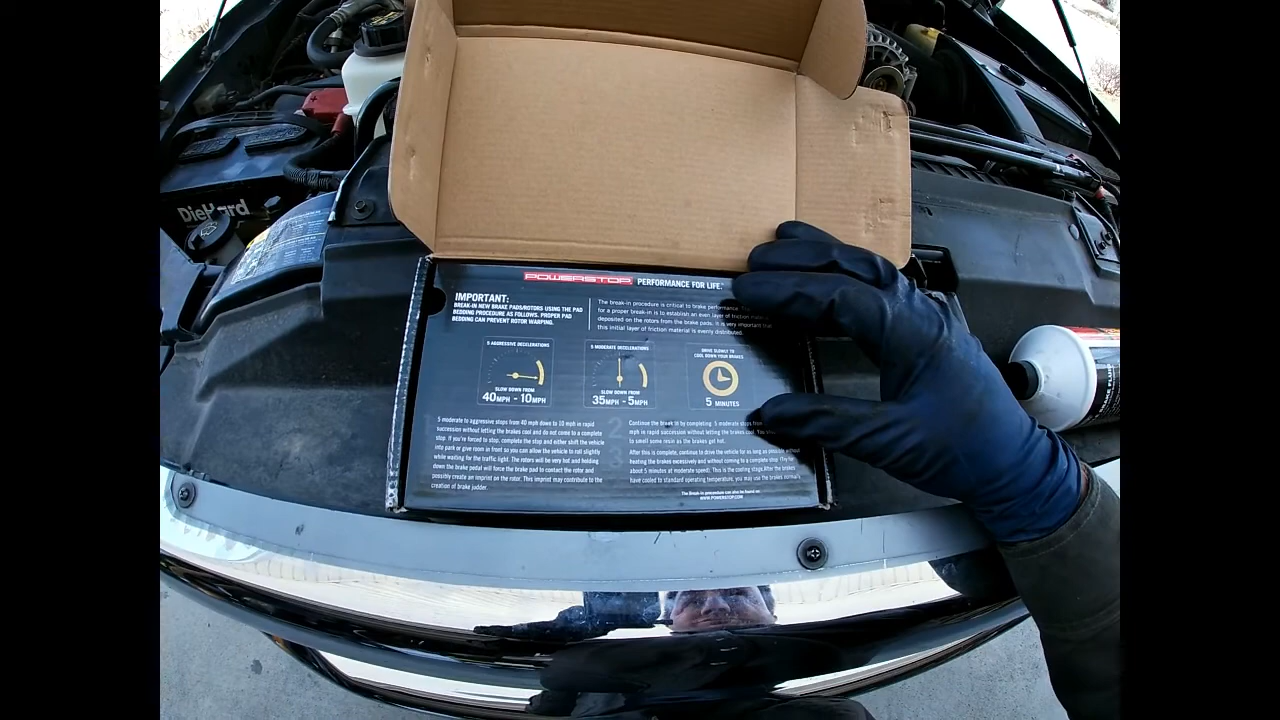 DieHard
POWERSTOP PERFORMANCE FOR LIFE.
IMPORTANT:
BREAK-IN NEW BRAKE PADS/ROTORS USING THE PAD
BEDDING PROCEDURE AS FOLLOWS. PROPER PAD
BEDDING CAN PREVENT ROTOR WARPING.
The break-in procedure is critical to brake performance.
for a proper break-in is to establish an even layer of friction
deposited on the rotors from the brake pads. It is very important
this initial layer of friction material is evenly distributed.
5 AGGRESSIVE DECELERATIONS
SLOW DOWN FROM
40MPH - 10MPH
5 MODERATE DECELERATIONS
SLOW DOWN FROM
35MPH - 5MPH
DRIVE SLOWLY TO
COOL DOWN YOUR BRAKES
5 MINUTES
5 moderate to aggressive stops from 40 mph down to 10 mph in rapid
succession without letting the brakes cool and do not come to a complete
stop. If you're forced to stop, complete the stop and either shift the vehicle
into park or give room in front so you can allow the vehicle to roll slightly
while waiting for the traffic light. The rotors will be very hot and holding
down the brake pedal will force the brake pad to contact the rotor and
possibly create an imprint on the rotor. This imprint may contribute to the
creation of brake judder.
Continue the break in by completing 5 moderate stops from
mph in rapid succession without letting the brakes cool.
to smell some resin as the brakes get hot.
After this is complete, continue to drive the vehicle for as long as possible without
heating the brakes excessively and without coming to a complete stop (Try for
about 5 minutes at moderate speed). This is the cooling stage. After the brakes
have cooled to standard operating temperature, you may use the brakes normally.
The Break-in procedure can also be found on
WWW.POWERSTOP.COM